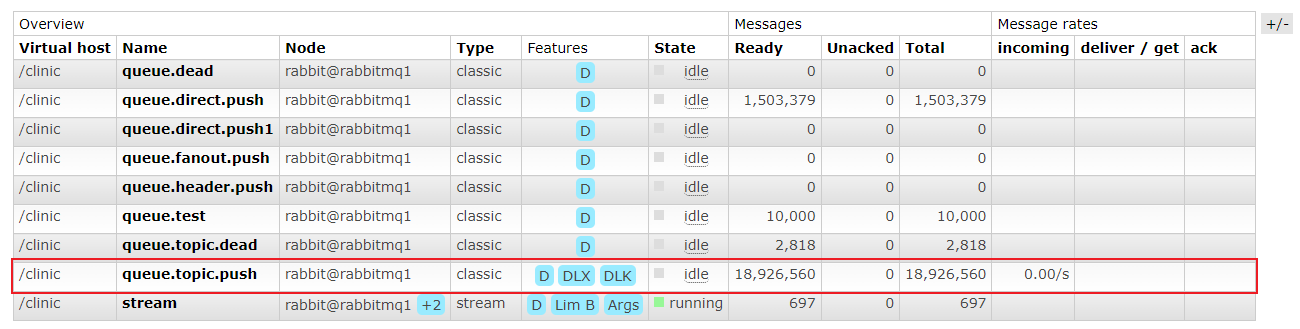 Overview Messages Message rates +/-
Virtual host Name Node Type Features State Ready Unacked Total incoming deliver / get ack
/clinic queue.dead rabbit@rabbitmq1 classic D idle 0 0 0
/clinic queue.direct.push rabbit@rabbitmq1 classic D idle 1,503,379 0 1,503,379
/clinic queue.direct.push1 rabbit@rabbitmq1 classic D idle 0 0 0
/clinic queue.fanout.push rabbit@rabbitmq1 classic D idle 0 0 0
/clinic queue.header.push rabbit@rabbitmq1 classic D idle 0 0 0
/clinic queue.test rabbit@rabbitmq1 classic D idle 10,000 0 10,000
/clinic queue.topic.dead rabbit@rabbitmq1 classic D idle 2,818 0 2,818
/clinic queue.topic.push rabbit@rabbitmq1 classic D DLX DLK idle 18,926,560 0 18,926,560 0.00/s
/clinic stream rabbit@rabbitmq1 +2 stream D Lim B Args running 697 0 697